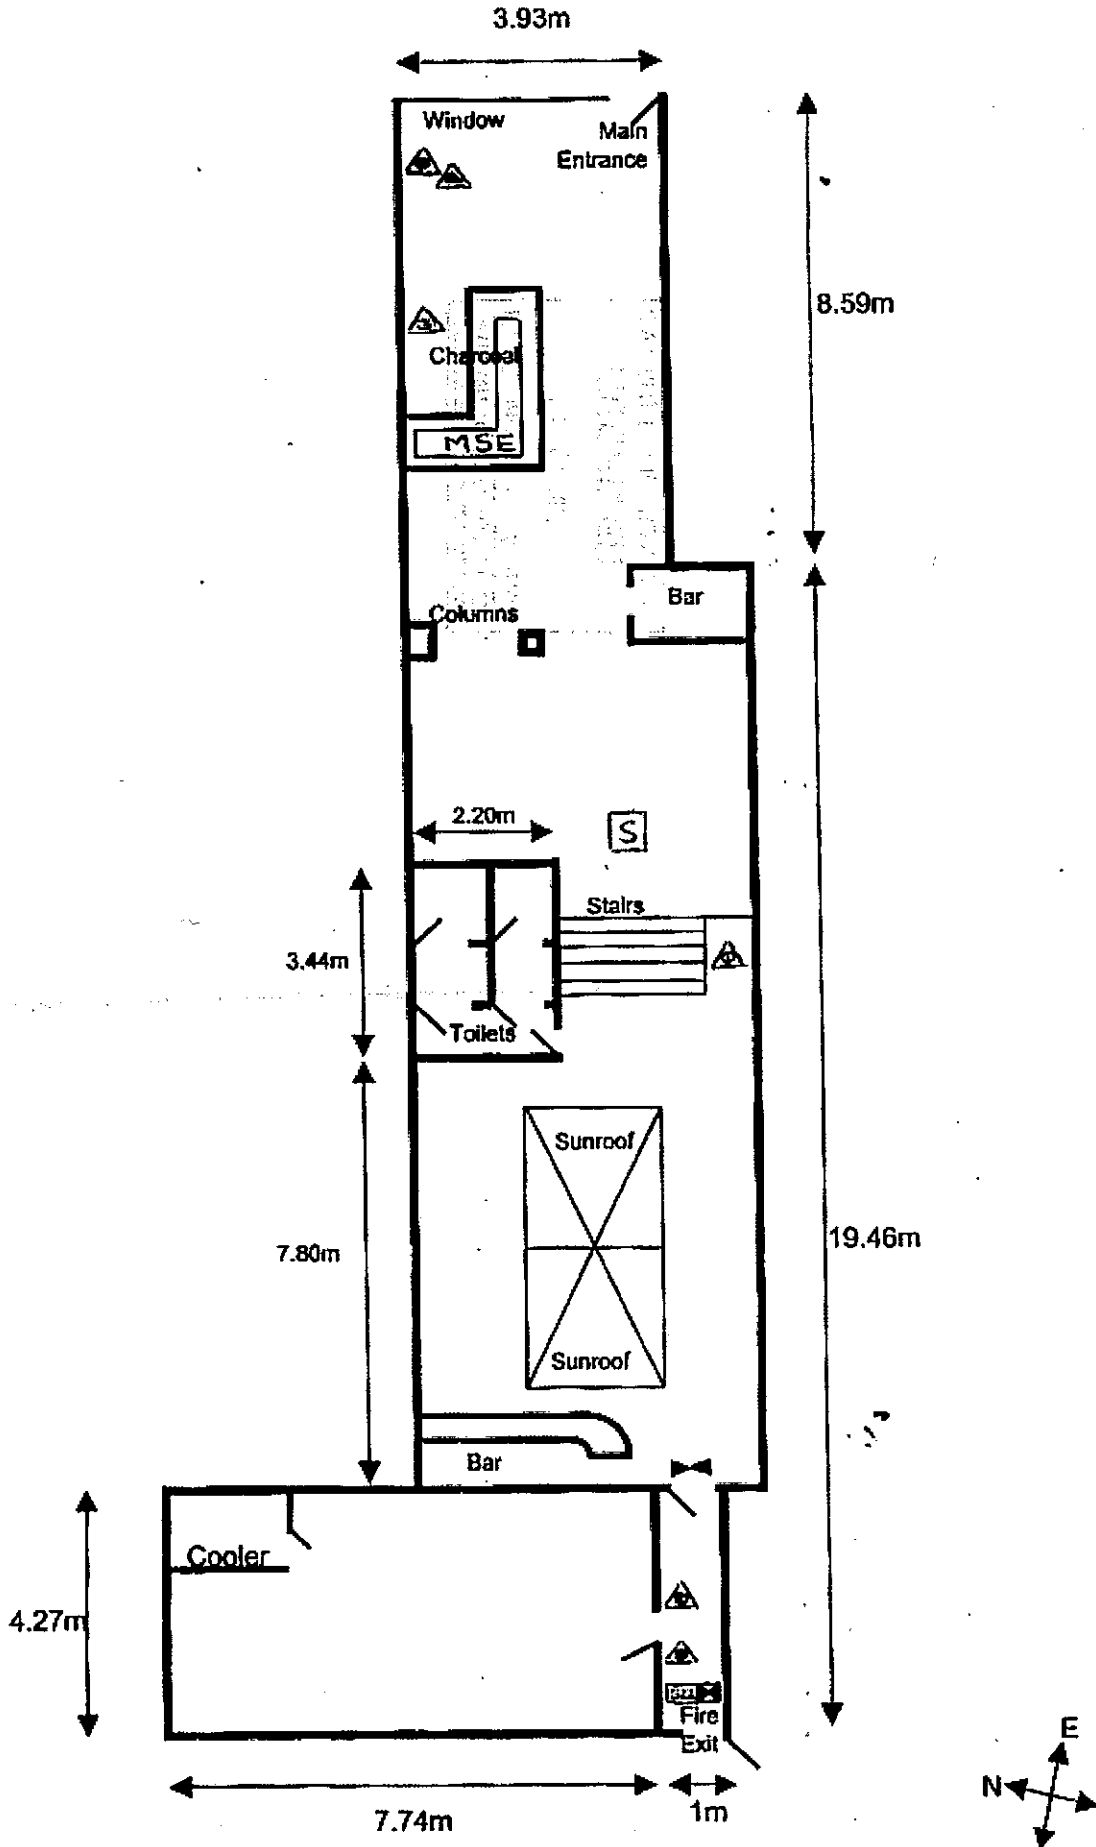 3.93m
Window
Main
Entrance
8.59m
Charcoal
MSE
Bar
Columns
2.20m
S
Stairs
3.44m
Toilets
Sunroof
7.80m
19.46m
Sunroof
Bar
Cooler
4.27m
Fire
Exit
E
N
7.74m
1m